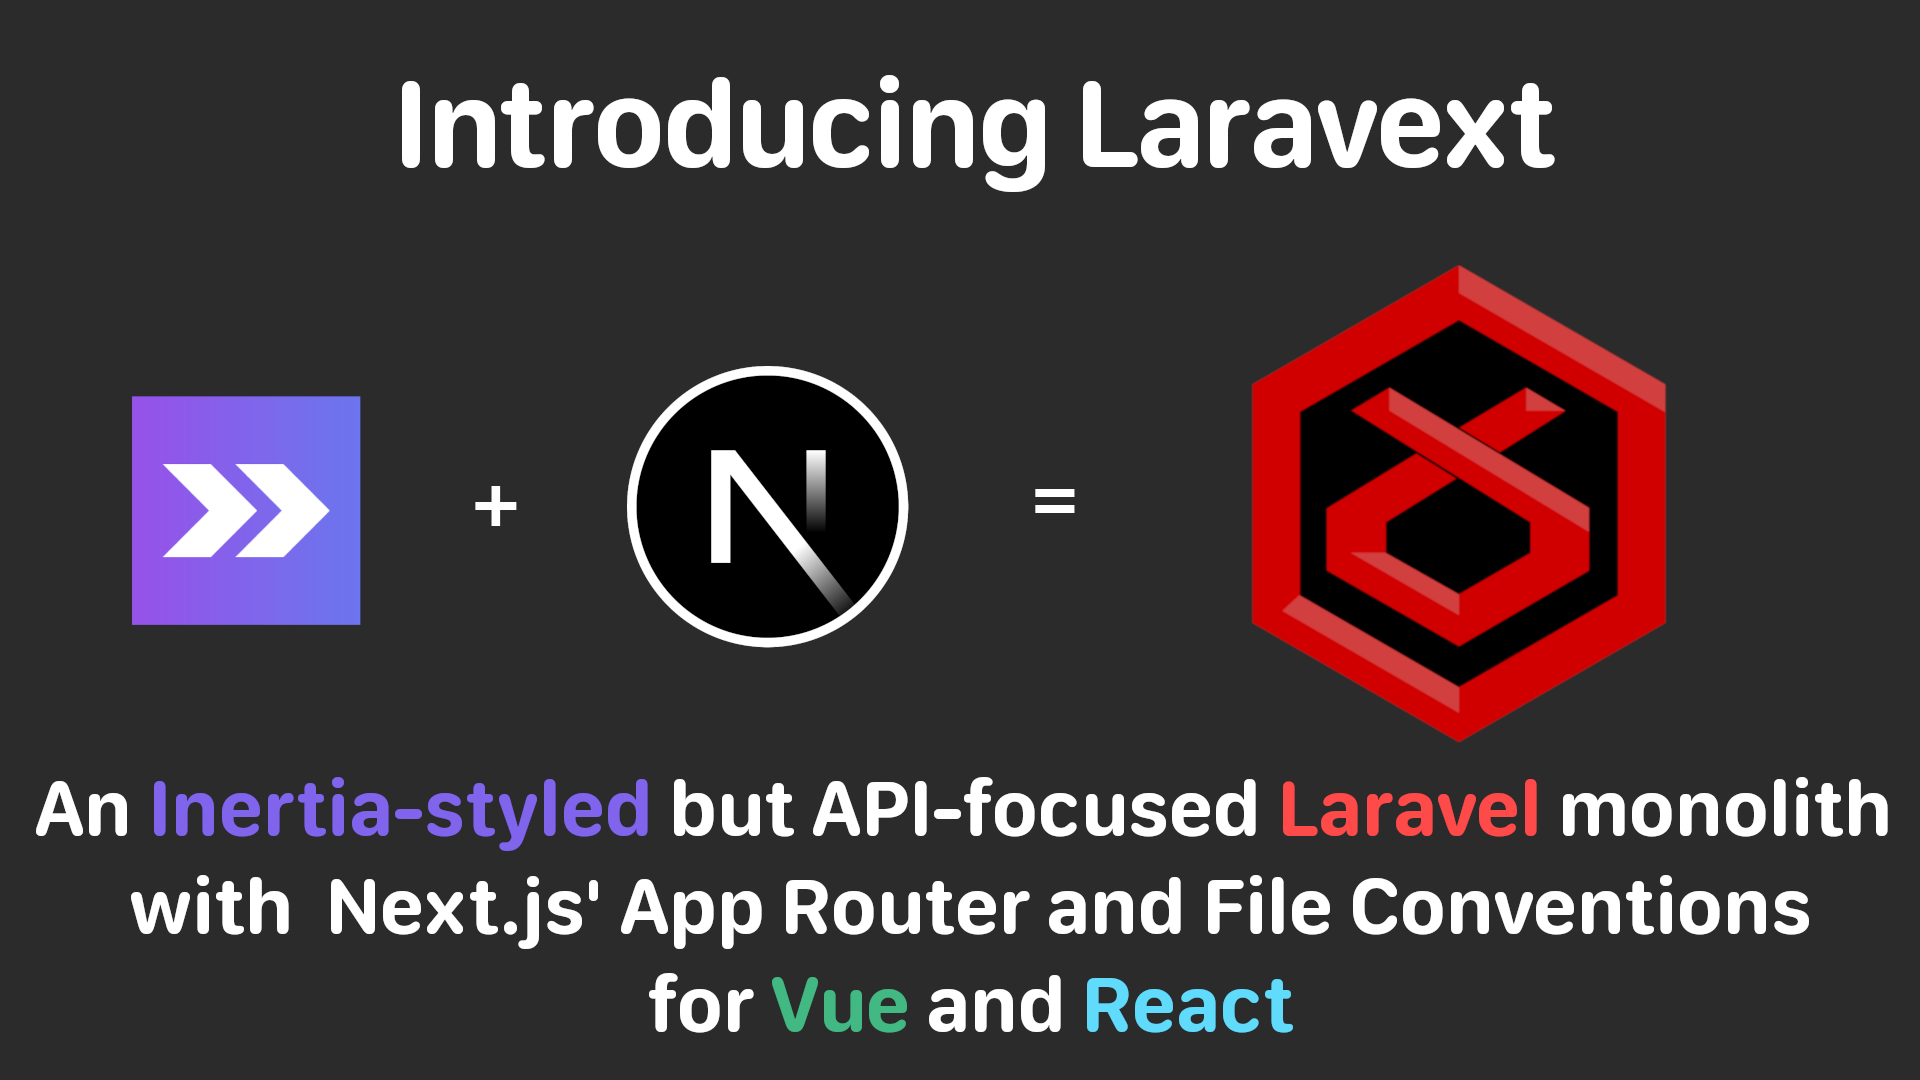 Introducing Laravext
+
N
=
An Inertia-styled but API-focused Laravel monolith
with  Next.js' App Router and File Conventions
for Vue and React